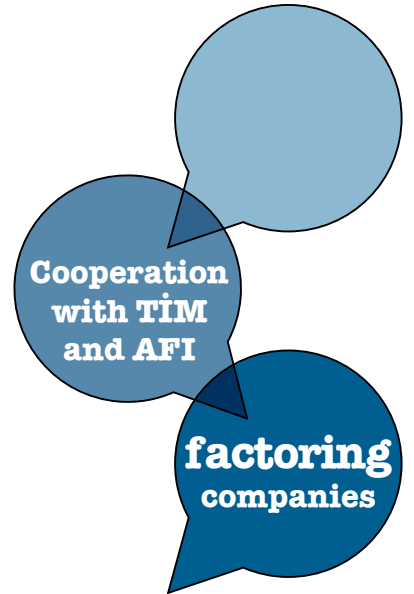 Cooperation
with TİM
and AFI
factoring
companies